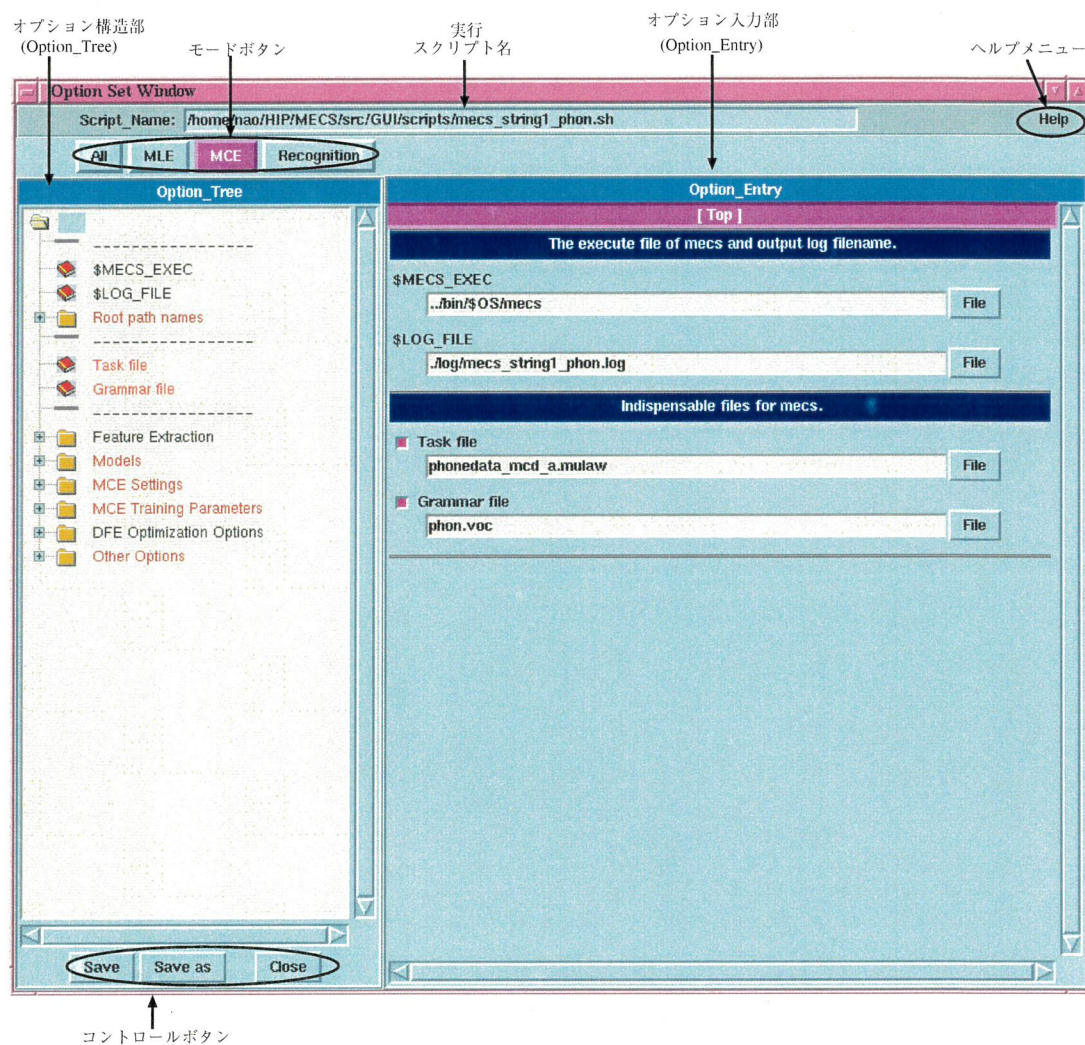 オプション構造部
(Option_Tree)
モードボタン
実行
スクリプト名
オプション入力部
(Option_Entry)
ヘルプメニュー
Option Set Window
Script_Name: /home/nao/HIP/MECS/src/GUI/scripts/mecs_string1_phon.sh
Help
All MLE MCE Recognition
Option_Tree
--------------------
$MECS_EXEC
$LOG_FILE
Root path names
--------------------
Task file
Grammar file
--------------------
Feature Extraction
Models
MCE Settings
MCE Training Parameters
DFE Optimization Options
Other Options
Save Save as Close
Option_Entry
[ Top ]
The execute file of mecs and output log filename.
$MECS_EXEC
../bin/$OS/mecs File
$LOG_FILE
./log/mecs_string1_phon.log File
Indispensable files for mecs.
Task file
phonedata_mcd_a.mulaw File
Grammar file
phon.voc File
コントロールボタン